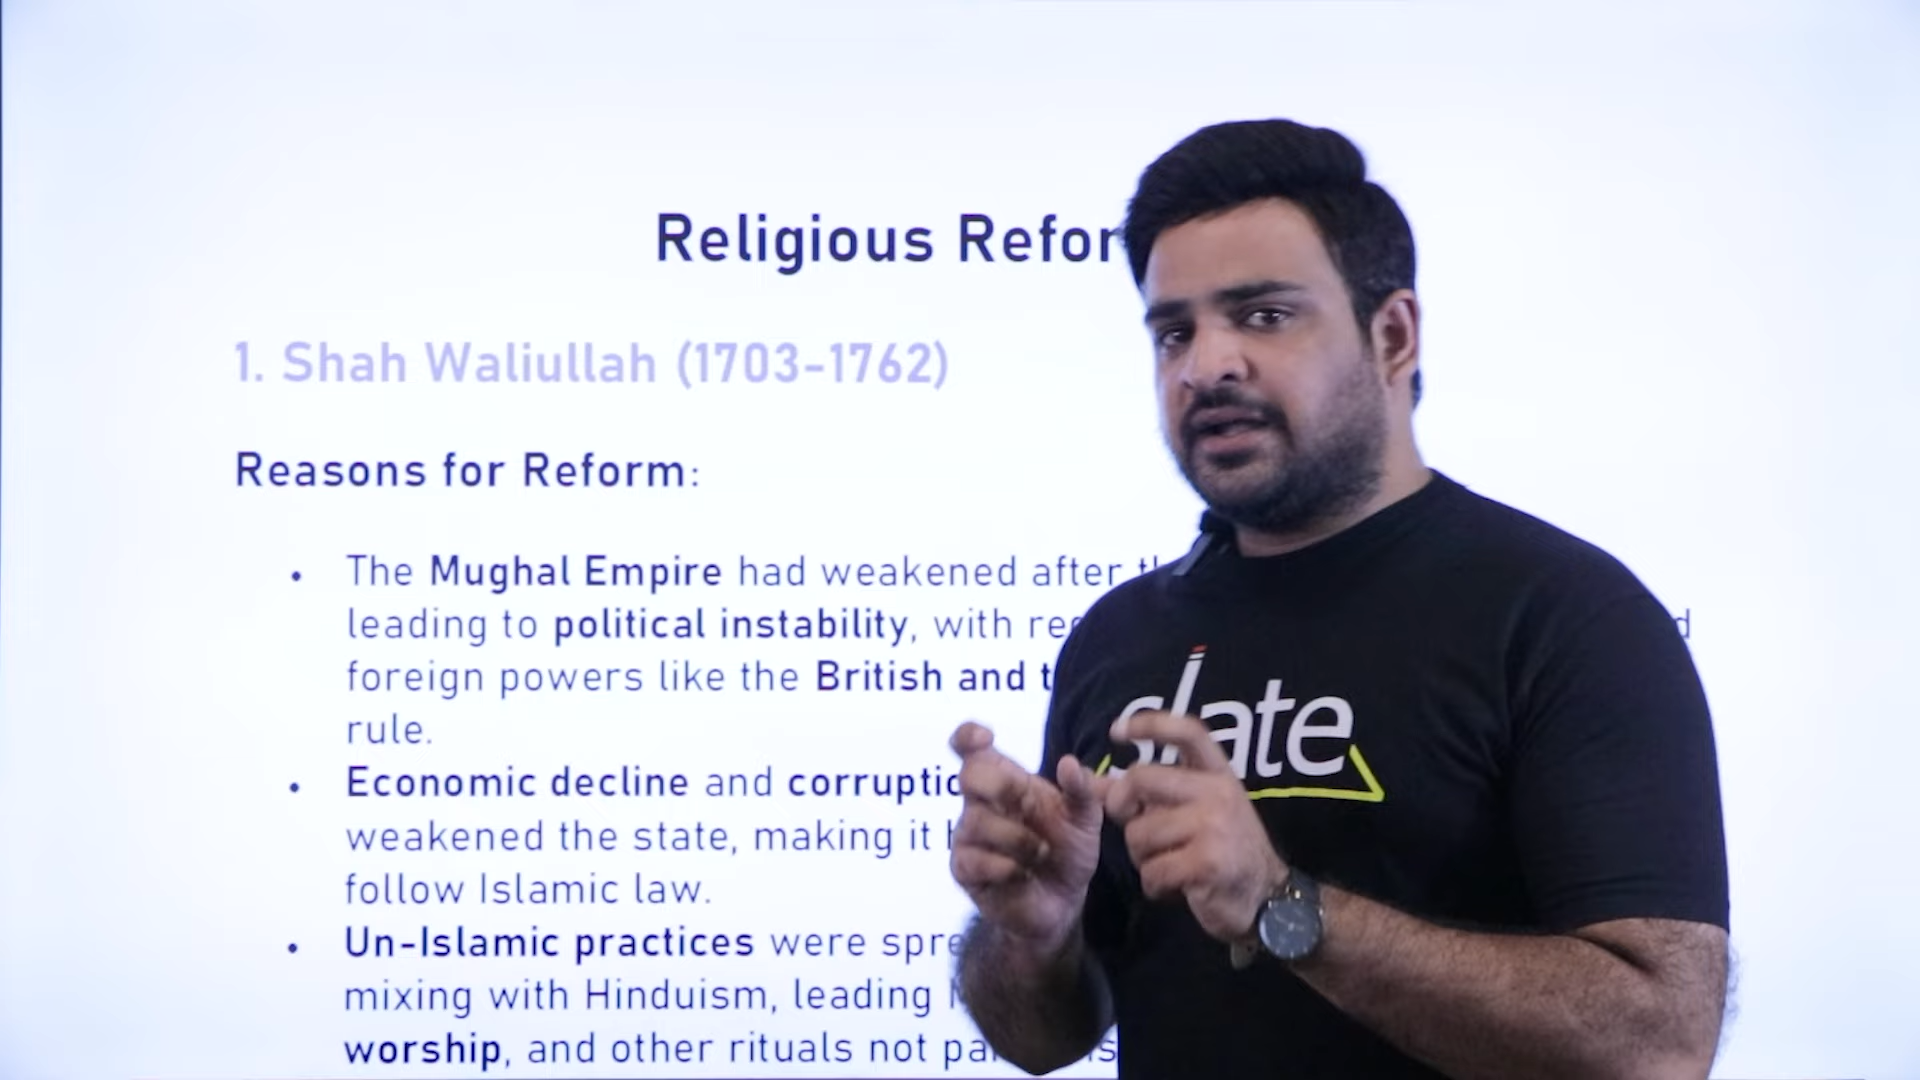 Religious
1. Shah Waliullah (1703-1762)
Reasons for Reform:
• The Mughal Empire had weakened after
leading to political instability, with
foreign powers like the British and
rule.
• Economic decline and
weakened the state, making it
follow Islamic law.
• Un-Islamic practices were
mixing with Hinduism, leading
worship, and other rituals not
slate